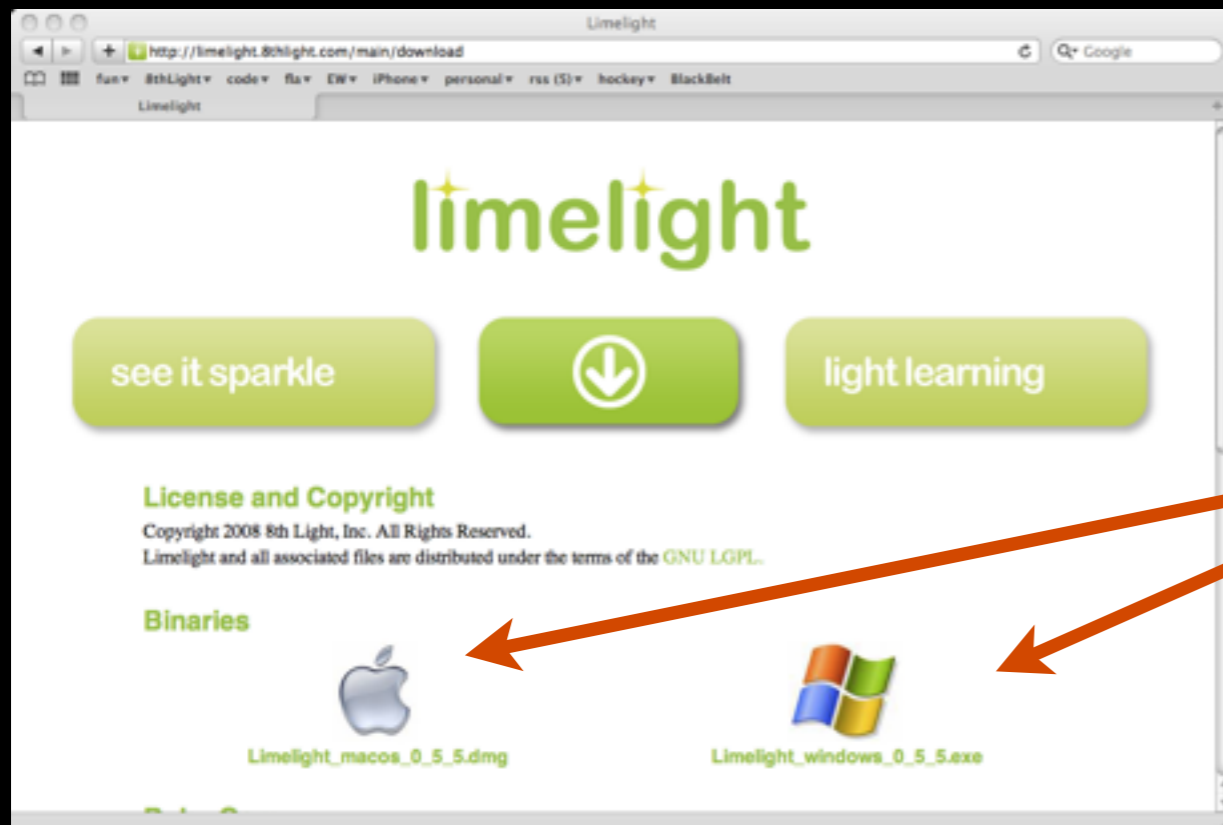 Limelight
http://limelight.8thlight.com/main/download
Google
fun 8thLight code fla EW iPhone personal rss (5) hockey BlackBelt
Limelight
limelight
see it sparkle
light learning
License and Copyright
Copyright 2008 8th Light, Inc. All Rights Reserved.
Limelight and all associated files are distributed under the terms of the GNU LGPL.
Binaries
Limelight_macos_0_5_5.dmg
Limelight_windows_0_5_5.exe